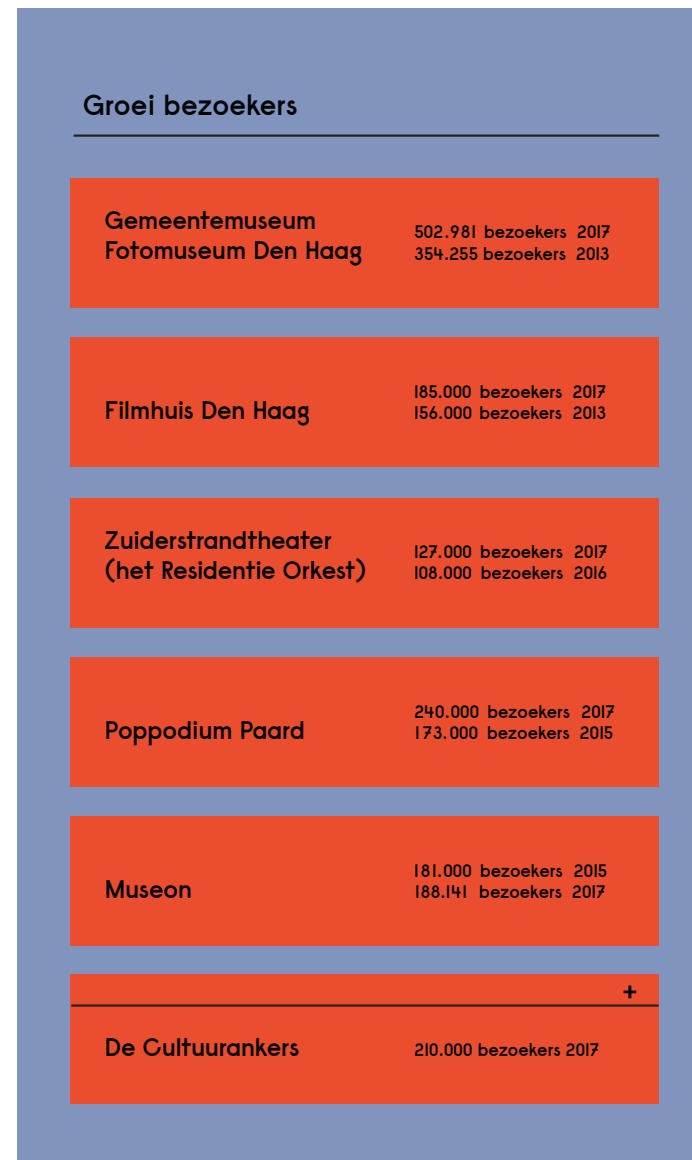 Groei bezoekers
Gemeentemuseum
Fotomuseum Den Haag
502.981 bezoekers 2017
354.255 bezoekers 2013
Filmhuis Den Haag
185.000 bezoekers 2017
156.000 bezoekers 2013
Zuiderstrandtheater
(het Residentie Orkest)
127.000 bezoekers 2017
108.000 bezoekers 2016
Poppodium Paard
240.000 bezoekers 2017
173.000 bezoekers 2015
Museon
181.000 bezoekers 2015
188.141 bezoekers 2017
+
De Cultuurankers
210.000 bezoekers 2017